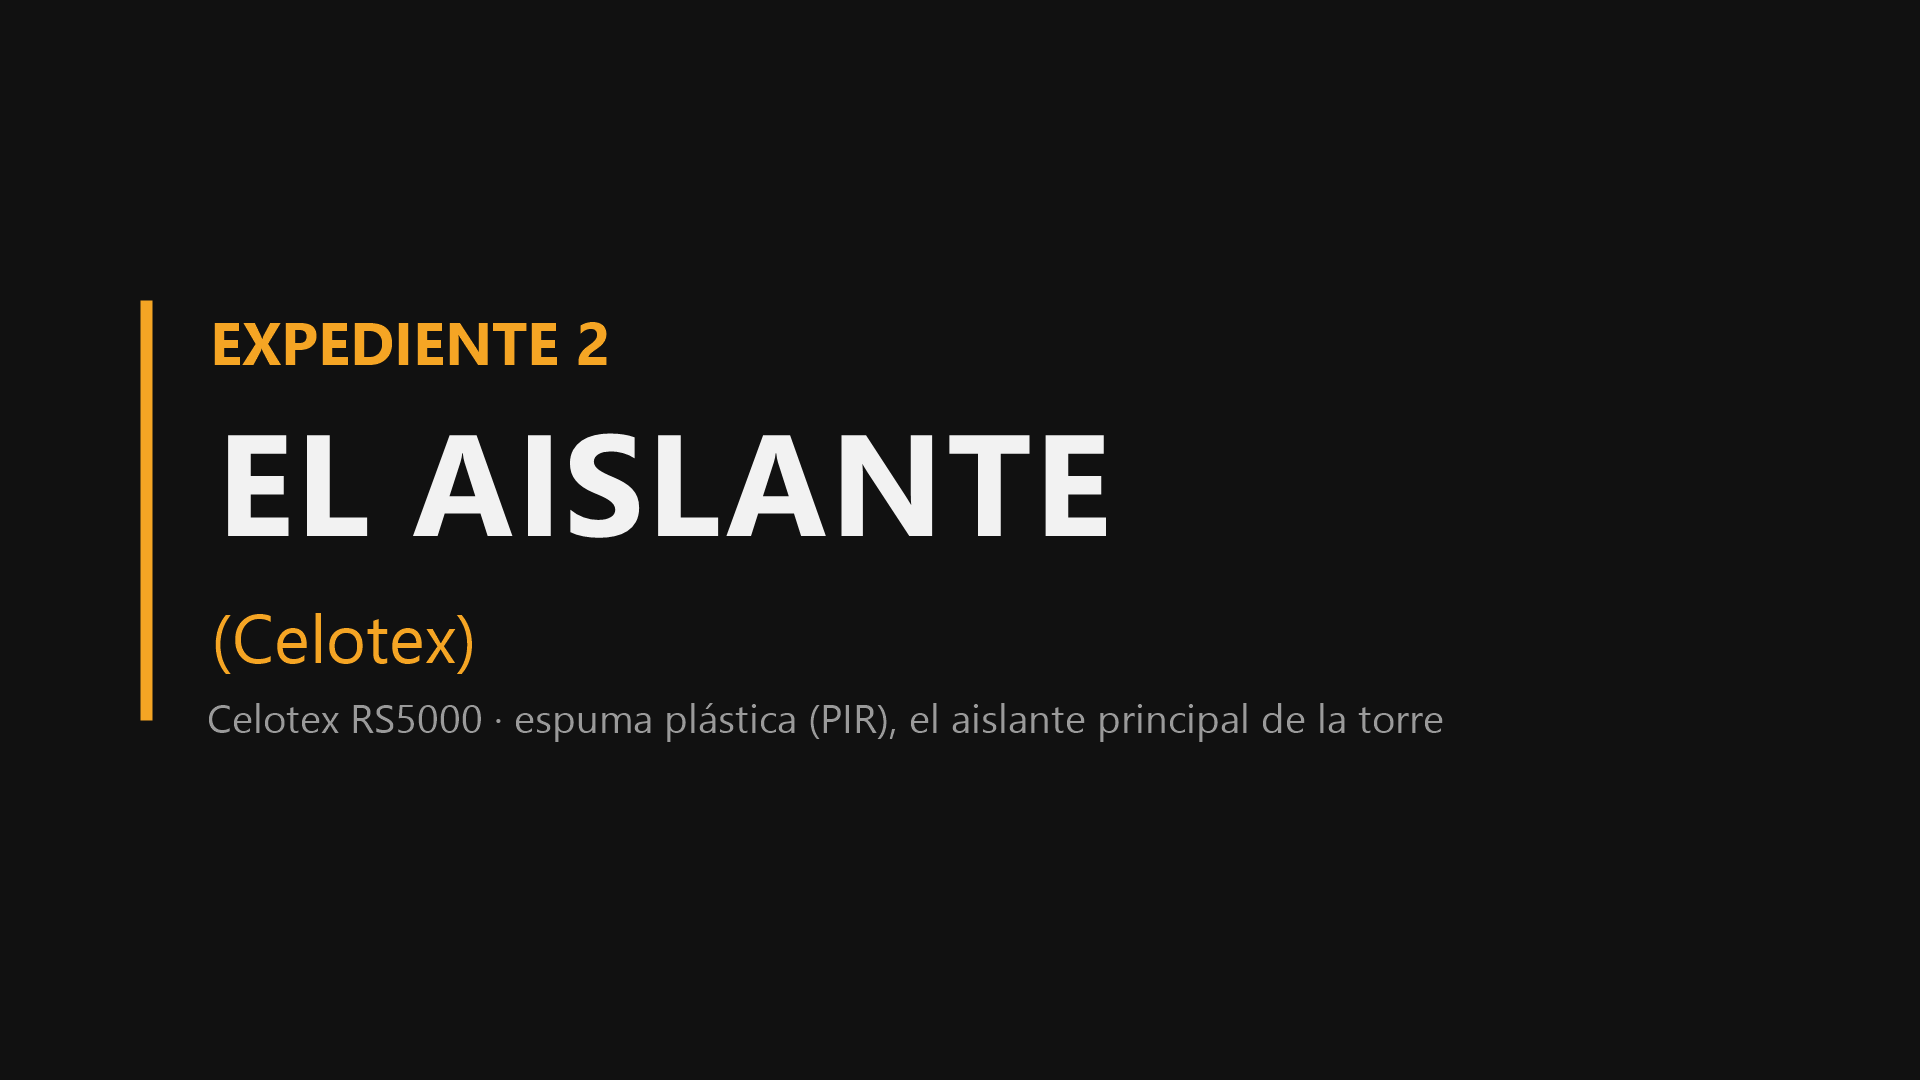 EXPEDIENTE 2
EL AISLANTE
(Celotex)
Celotex RS5000 · espuma plástica (PIR), el aislante principal de la torre